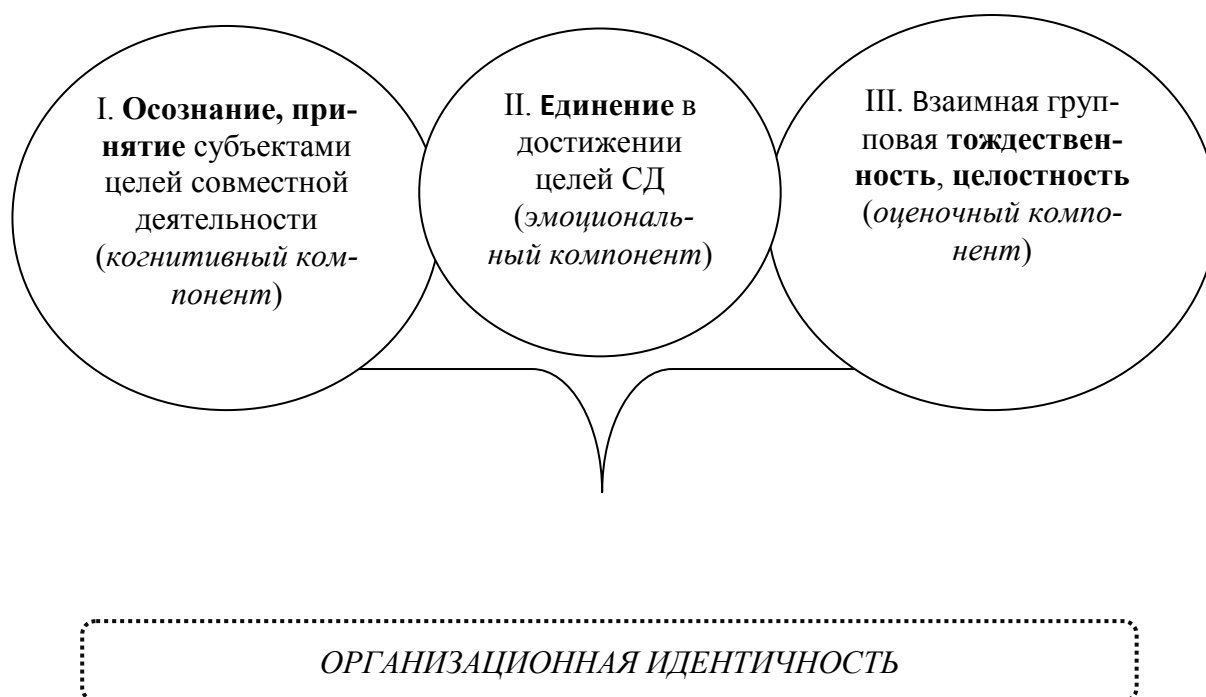 I. Осознание, при-
нятие субъектами
целей совместной
деятельности
(когнитивный ком-
понент)
II. Единение в
достижении
целей СД
(эмоциональ-
ный компонент)
III. Взаимная груп-
повая тождествен-
ность, целостность
(оценочный компо-
нент)
ОРГАНИЗАЦИОННАЯ ИДЕНТИЧНОСТЬ